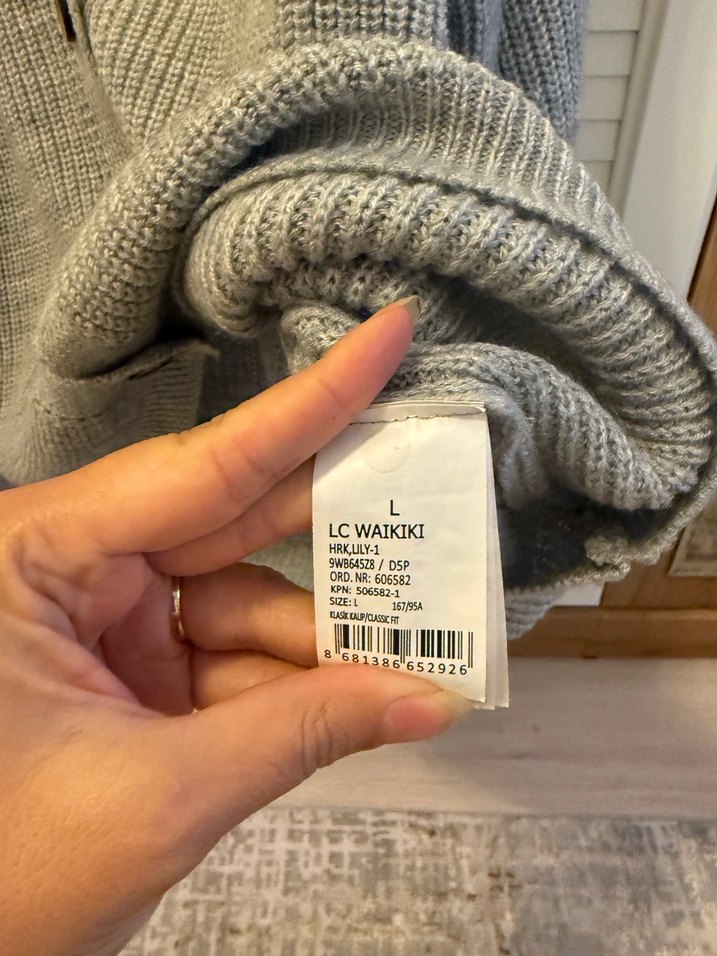 L
LC WAIKIKI
HRK,LILY-1
9WB645Z8 / D5P
ORD. NR: 606582
KPN: 506582-1
SIZE: L 167/95A
KLASİK KALIP/CLASSIC FIT
8 681386 652926